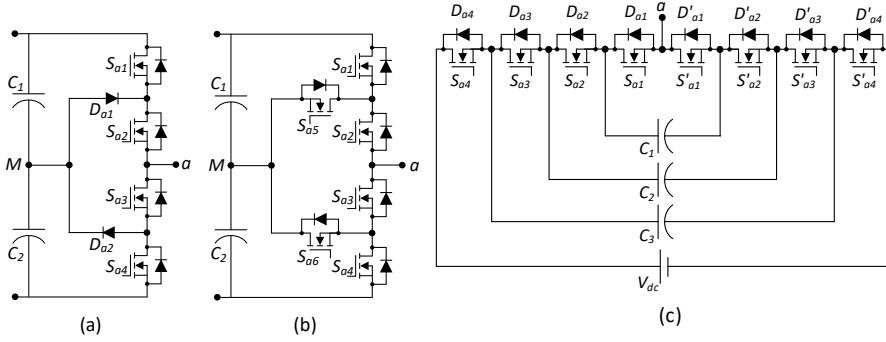 C1
M
C2
Sa1
Da1
Sa2
a
Sa3
Da2
Sa4
(a)
C1
M
C2
Sa1
Sa5
Sa2
a
Sa3
Sa6
Sa4
(b)
a
Da4 Da3 Da2 Da1 D'a1 D'a2 D'a3 D'a4
Sa4 Sa3 Sa2 Sa1 S'a1 S'a2 S'a3 S'a4
C1
C2
C3
Vdc
(c)